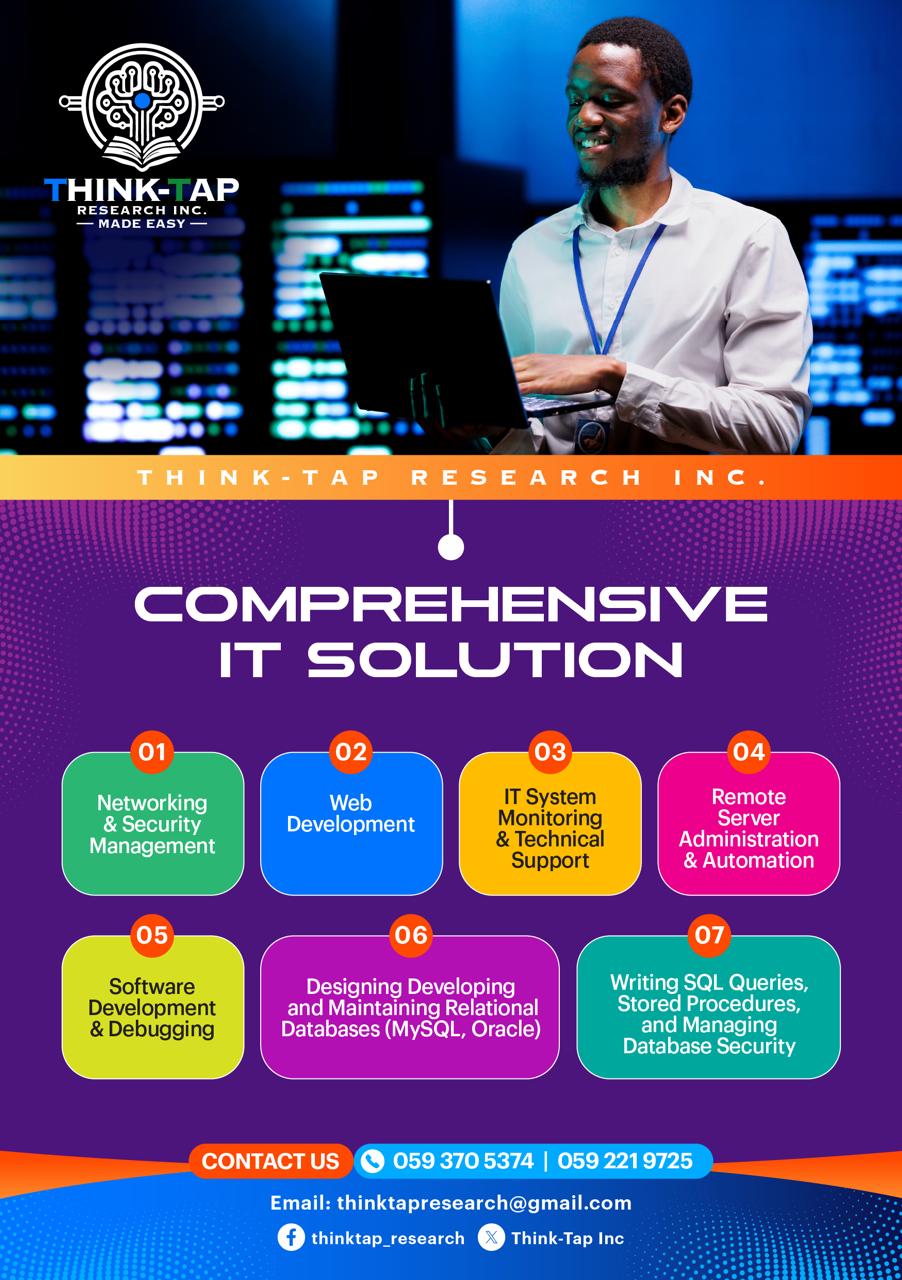 THINK-TAP
RESEARCH INC.
MADE EASY
THINK-TAP RESEARCH INC.
COMPREHENSIVE
IT SOLUTION
01
Networking
& Security
Management
02
Web
Development
03
IT System
Monitoring
& Technical
Support
04
Remote
Server
Administration
& Automation
05
Software
Development
& Debugging
06
Designing Developing
and Maintaining Relational
Databases (MySQL, Oracle)
07
Writing SQL Queries,
Stored Procedures,
and Managing
Database Security
CONTACT US 059 370 5374 | 059 221 9725
Email: thinktapresearch@gmail.com
thinktap_research Think-Tap Inc